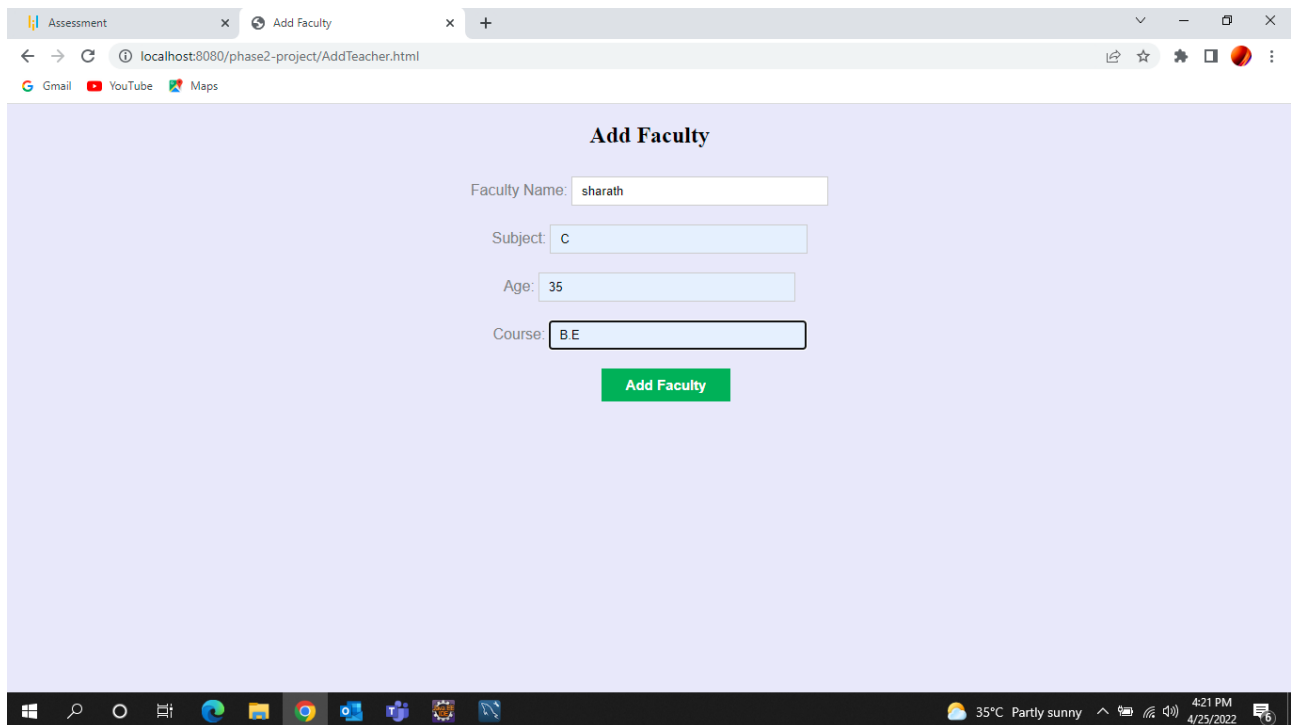 Assessment
Add Faculty
localhost:8080/phase2-project/AddTeacher.html
G Gmail YouTube Maps
Add Faculty
Faculty Name: sharath
Subject: C
Age: 35
Course: B.E
Add Faculty
35°C Partly sunny
4:21 PM
4/25/2022
6